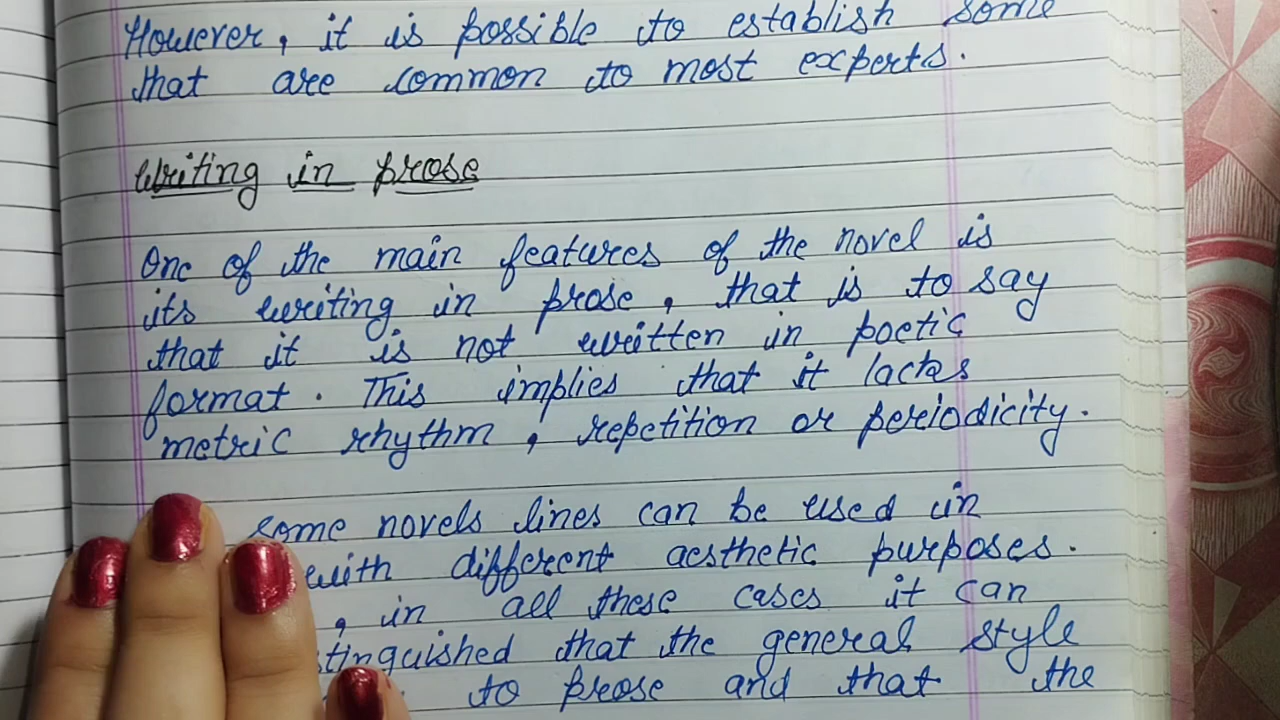 However, it is possible to establish some
that are common to most experts.
Writing in prose
One of the main features of the novel is
its writing in prose, that is to say
that it is not written in poetic
format. This implies that it lacks
metric rhythm, repetition or periodicity.
some novels lines can be used in
with different aesthetic purposes.
, in all these cases it can
stinguished that the general style
to prose and that the